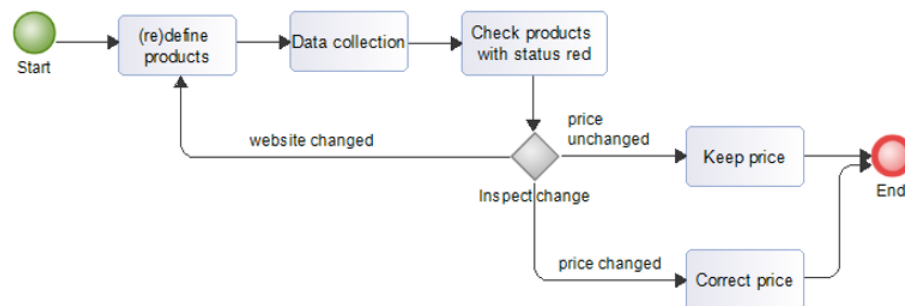 (re)define
products
Data collection
Check products
with status red
Start
website changed
price
unchanged
Keep price
Inspect change
End
price changed
Correct price